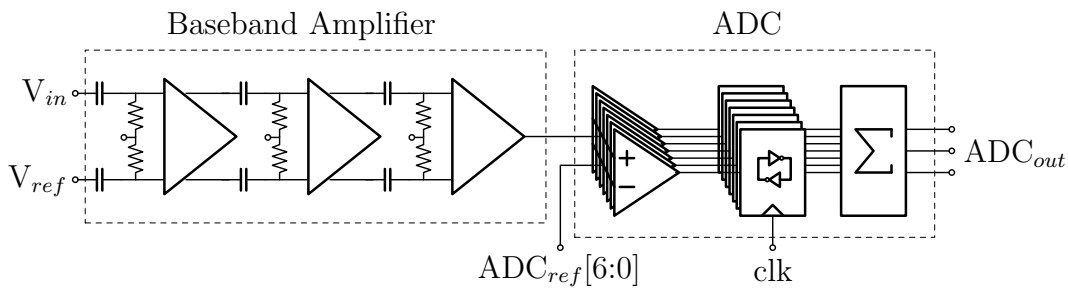 Baseband Amplifier
ADC
V_in
V_ref
+
−
Σ
ADC_out
ADC_ref[6:0]
clk